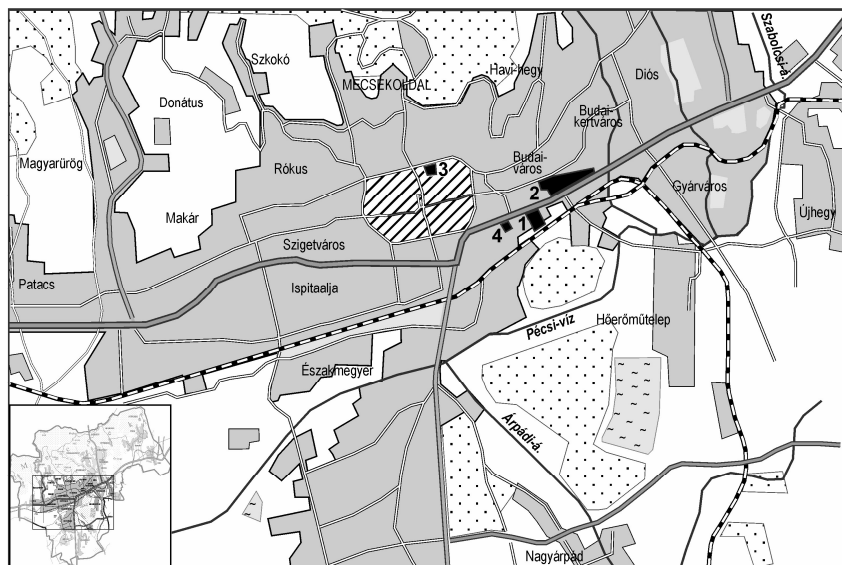 Szabolcsi-á.
Szkokó
Havi-hegy
Diós
MECSEKOLDAL
Donátus
Budai-
kertváros
Magyarürög
Rókus
3
Budai-
város
2
Gyárváros
Makár
Újhegy
1
4
Szigetváros
Patacs
Ispitaalja
Pécsi-víz
Hőerőműtelep
Északmegyer
Árpádi-á.
Nagyárpád